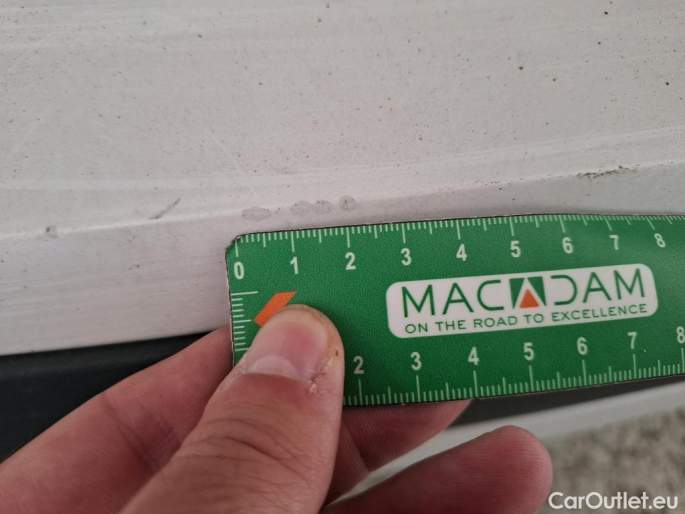 0 1 2 3 4 5 6 7 8
MACADAM
ON THE ROAD TO EXCELLENCE
2 3 4 5 6 7 8
CarOutlet.eu